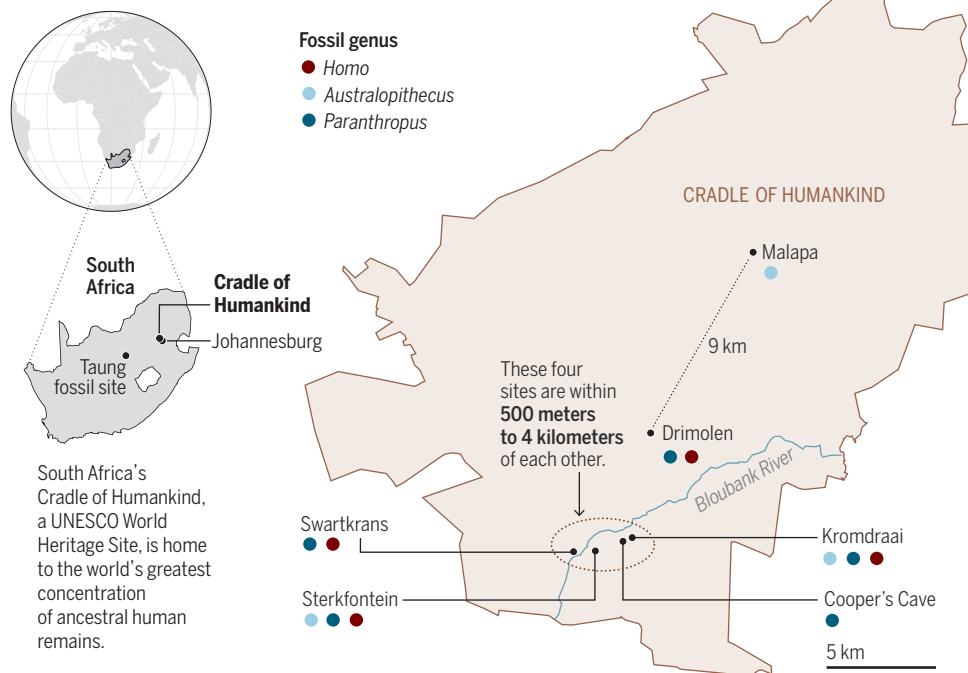 Fossil genus
Homo
Australopithecus
Paranthropus
South
Africa
Cradle of
Humankind
Johannesburg
Taung
fossil site
South Africa's
Cradle of Humankind,
a UNESCO World
Heritage Site, is home
to the world's greatest
concentration
of ancestral human
remains.
CRADLE OF HUMANKIND
Malapa
9 km
These four
sites are within
500 meters
to 4 kilometers
of each other.
Drimolen
Bloubank River
Swartkrans
Sterkfontein
Kromdraai
Cooper's Cave
5 km